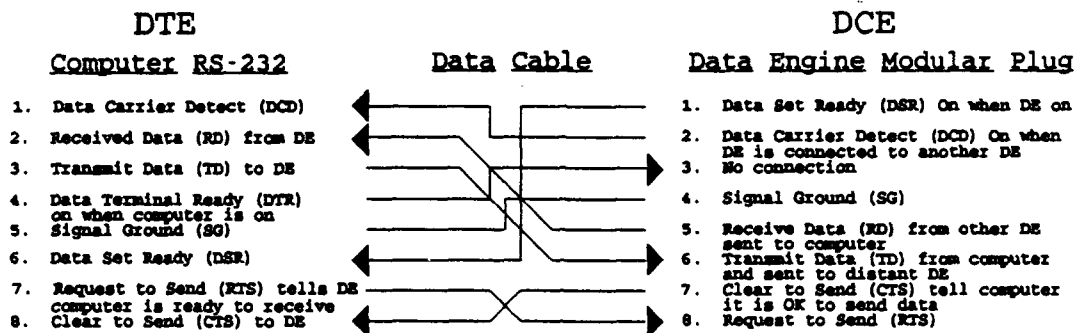 DTE
Computer RS-232
1. Data Carrier Detect (DCD)
2. Received Data (RD) from DE
3. Transmit Data (TD) to DE
4. Data Terminal Ready (DTR)
on when computer is on
5. Signal Ground (SG)
6. Data Set Ready (DSR)
7. Request to Send (RTS) tells DE
computer is ready to receive
8. Clear to Send (CTS) to DE
Data Cable
DCE
Data Engine Modular Plug
1. Data Set Ready (DSR) On when DE on
2. Data Carrier Detect (DCD) On when
DE is connected to another DE
3. No connection
4. Signal Ground (SG)
5. Receive Data (RD) from other DE
sent to computer
6. Transmit Data (TD) from computer
and sent to distant DE
7. Clear to Send (CTS) tell computer
it is OK to send data
8. Request to Send (RTS)